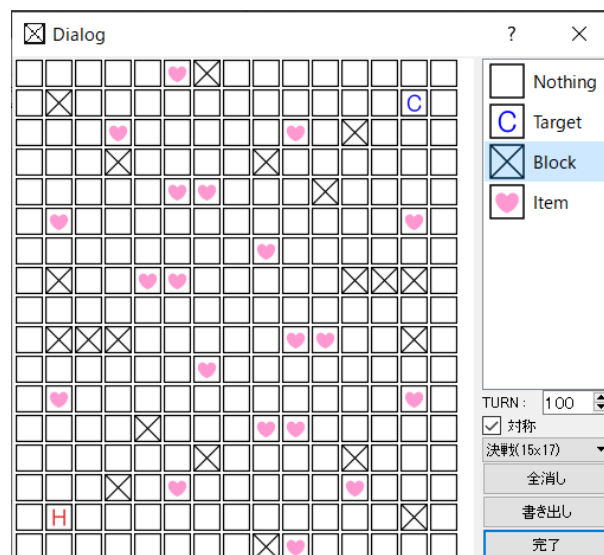 Dialog
?
C
H
Nothing
C Target
Block
Item
TURN : 100
対称
決戦(15x17)
全消し
書き出し
完了